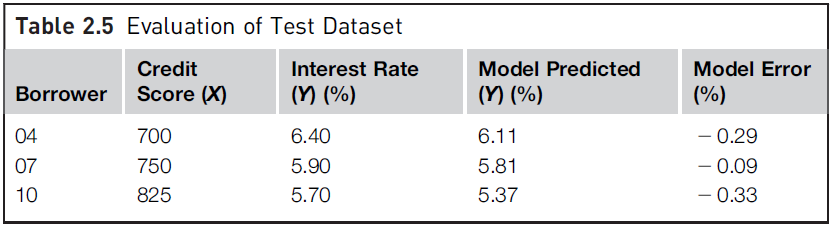 Table 2.5 Evaluation of Test Dataset
Borrower Credit Score (X) Interest Rate (Y) (%) Model Predicted (Y) (%) Model Error (%)
04 700 6.40 6.11 − 0.29
07 750 5.90 5.81 − 0.09
10 825 5.70 5.37 − 0.33